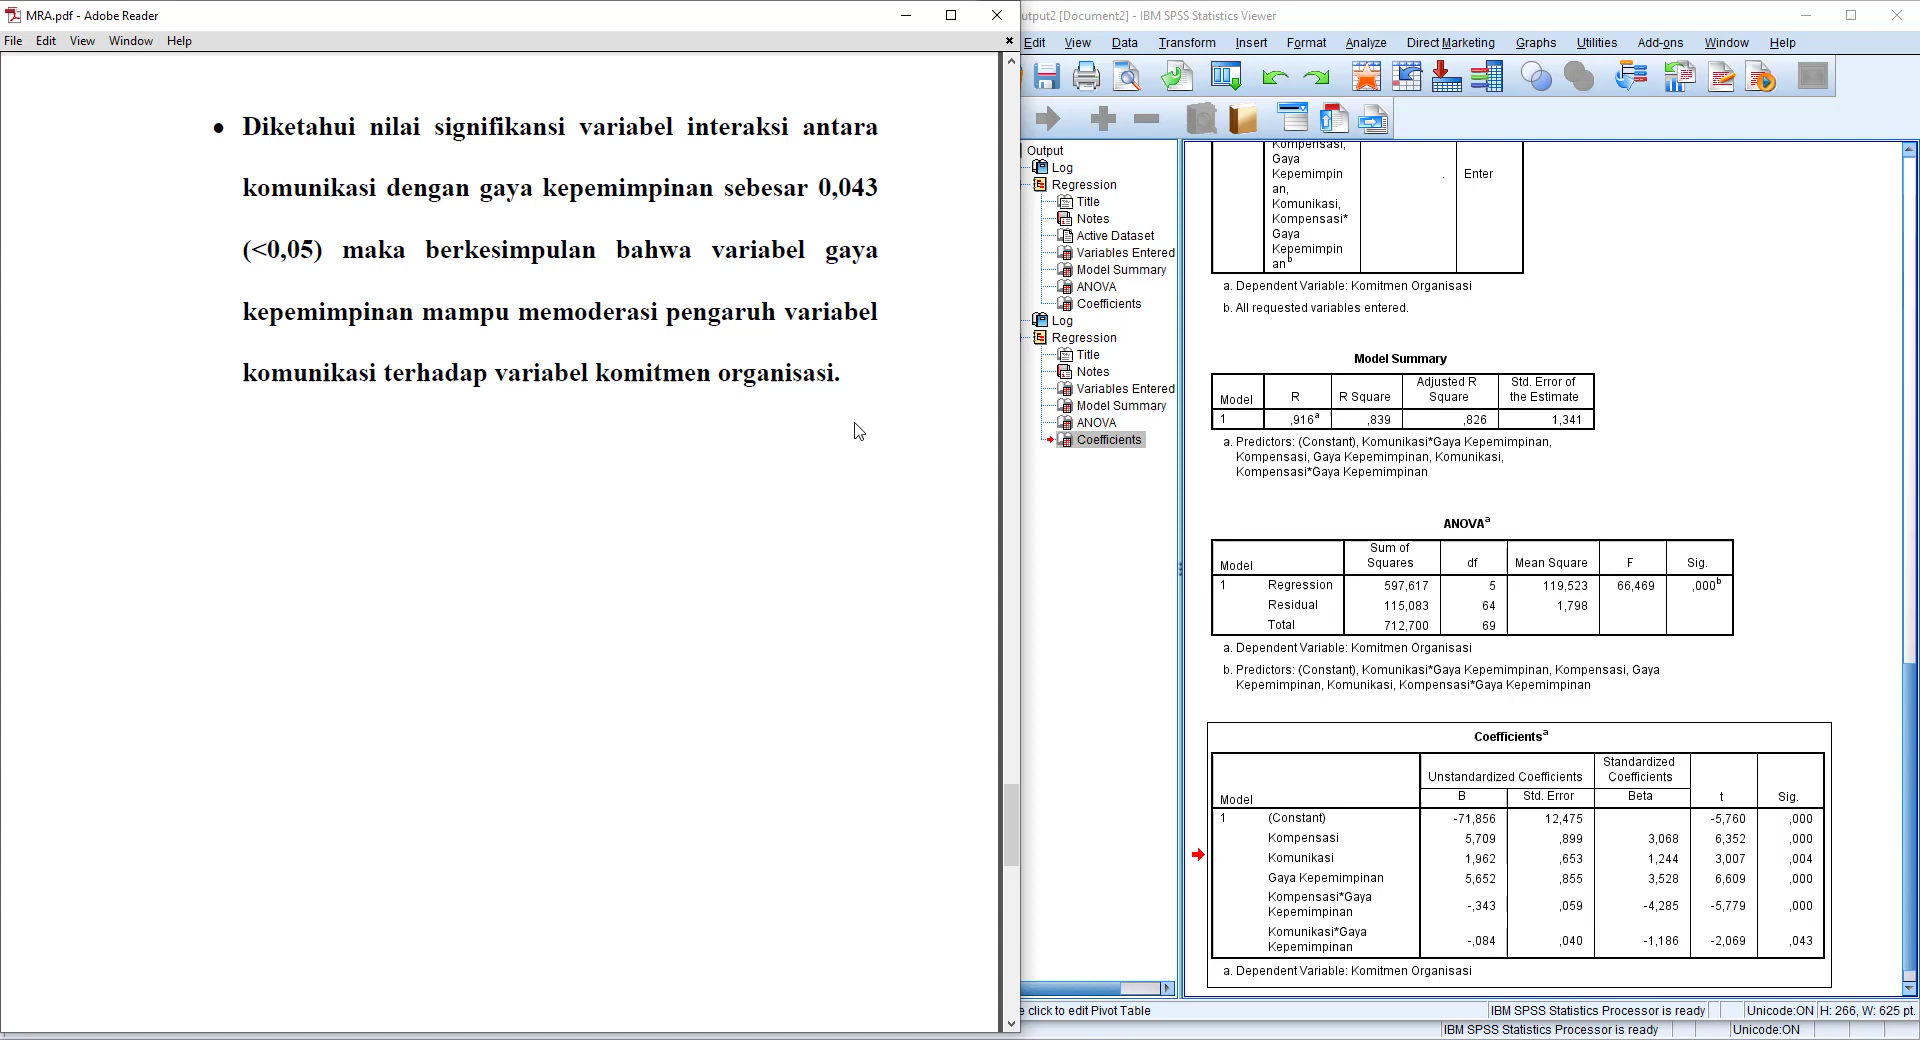 MRA.pdf - Adobe Reader
File Edit View Window Help
• Diketahui nilai signifikansi variabel interaksi antara
komunikasi dengan gaya kepemimpinan sebesar 0,043
(<0,05) maka berkesimpulan bahwa variabel gaya
kepemimpinan mampu memoderasi pengaruh variabel
komunikasi terhadap variabel komitmen organisasi.
utput2 [Document2] - IBM SPSS Statistics Viewer
Edit View Data Transform Insert Format Analyze Direct Marketing Graphs Utilities Add-ons Window Help
Output
Log
Regression
Title
Notes
Active Dataset
Variables Entered
Model Summary
ANOVA
Coefficients
Log
Regression
Title
Notes
Variables Entered
Model Summary
ANOVA
Coefficients
Kompensasi,
Gaya
Kepemimpin
an,
Komunikasi,
Kompensasi*
Gaya
Kepemimpin
an b
. Enter
a. Dependent Variable: Komitmen Organisasi
b. All requested variables entered.
Model Summary
Model R R Square Adjusted R Square Std. Error of the Estimate
1 ,916a ,839 ,826 1,341
a. Predictors: (Constant), Komunikasi*Gaya Kepemimpinan,
Kompensasi, Gaya Kepemimpinan, Komunikasi,
Kompensasi*Gaya Kepemimpinan
ANOVAa
Model Sum of Squares df Mean Square F Sig.
1 Regression 597,617 5 119,523 66,469 ,000b
Residual 115,083 64 1,798
Total 712,700 69
a. Dependent Variable: Komitmen Organisasi
b. Predictors: (Constant), Komunikasi*Gaya Kepemimpinan, Kompensasi, Gaya
Kepemimpinan, Komunikasi, Kompensasi*Gaya Kepemimpinan
Coefficientsa
Model Unstandardized Coefficients Standardized Coefficients t Sig.
B Std. Error Beta
1 (Constant) -71,856 12,475 -5,760 ,000
Kompensasi 5,709 ,899 3,068 6,352 ,000
Komunikasi 1,962 ,653 1,244 3,007 ,004
Gaya Kepemimpinan 5,652 ,855 3,528 6,609 ,000
Kompensasi*Gaya Kepemimpinan -,343 ,059 -4,285 -5,779 ,000
Komunikasi*Gaya Kepemimpinan -,084 ,040 -1,186 -2,069 ,043
a. Dependent Variable: Komitmen Organisasi
click to edit Pivot Table IBM SPSS Statistics Processor is ready Unicode:ON H: 266, W: 625 pt.
IBM SPSS Statistics Processor is ready Unicode:ON